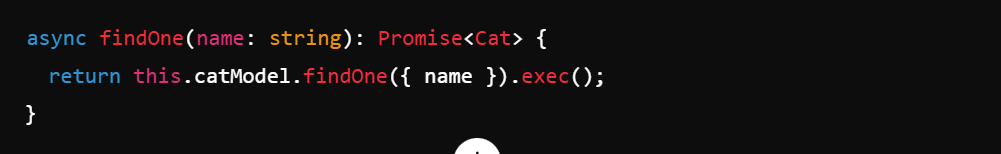 async findOne(name: string): Promise<Cat> {
  return this.catModel.findOne({ name }).exec();
}